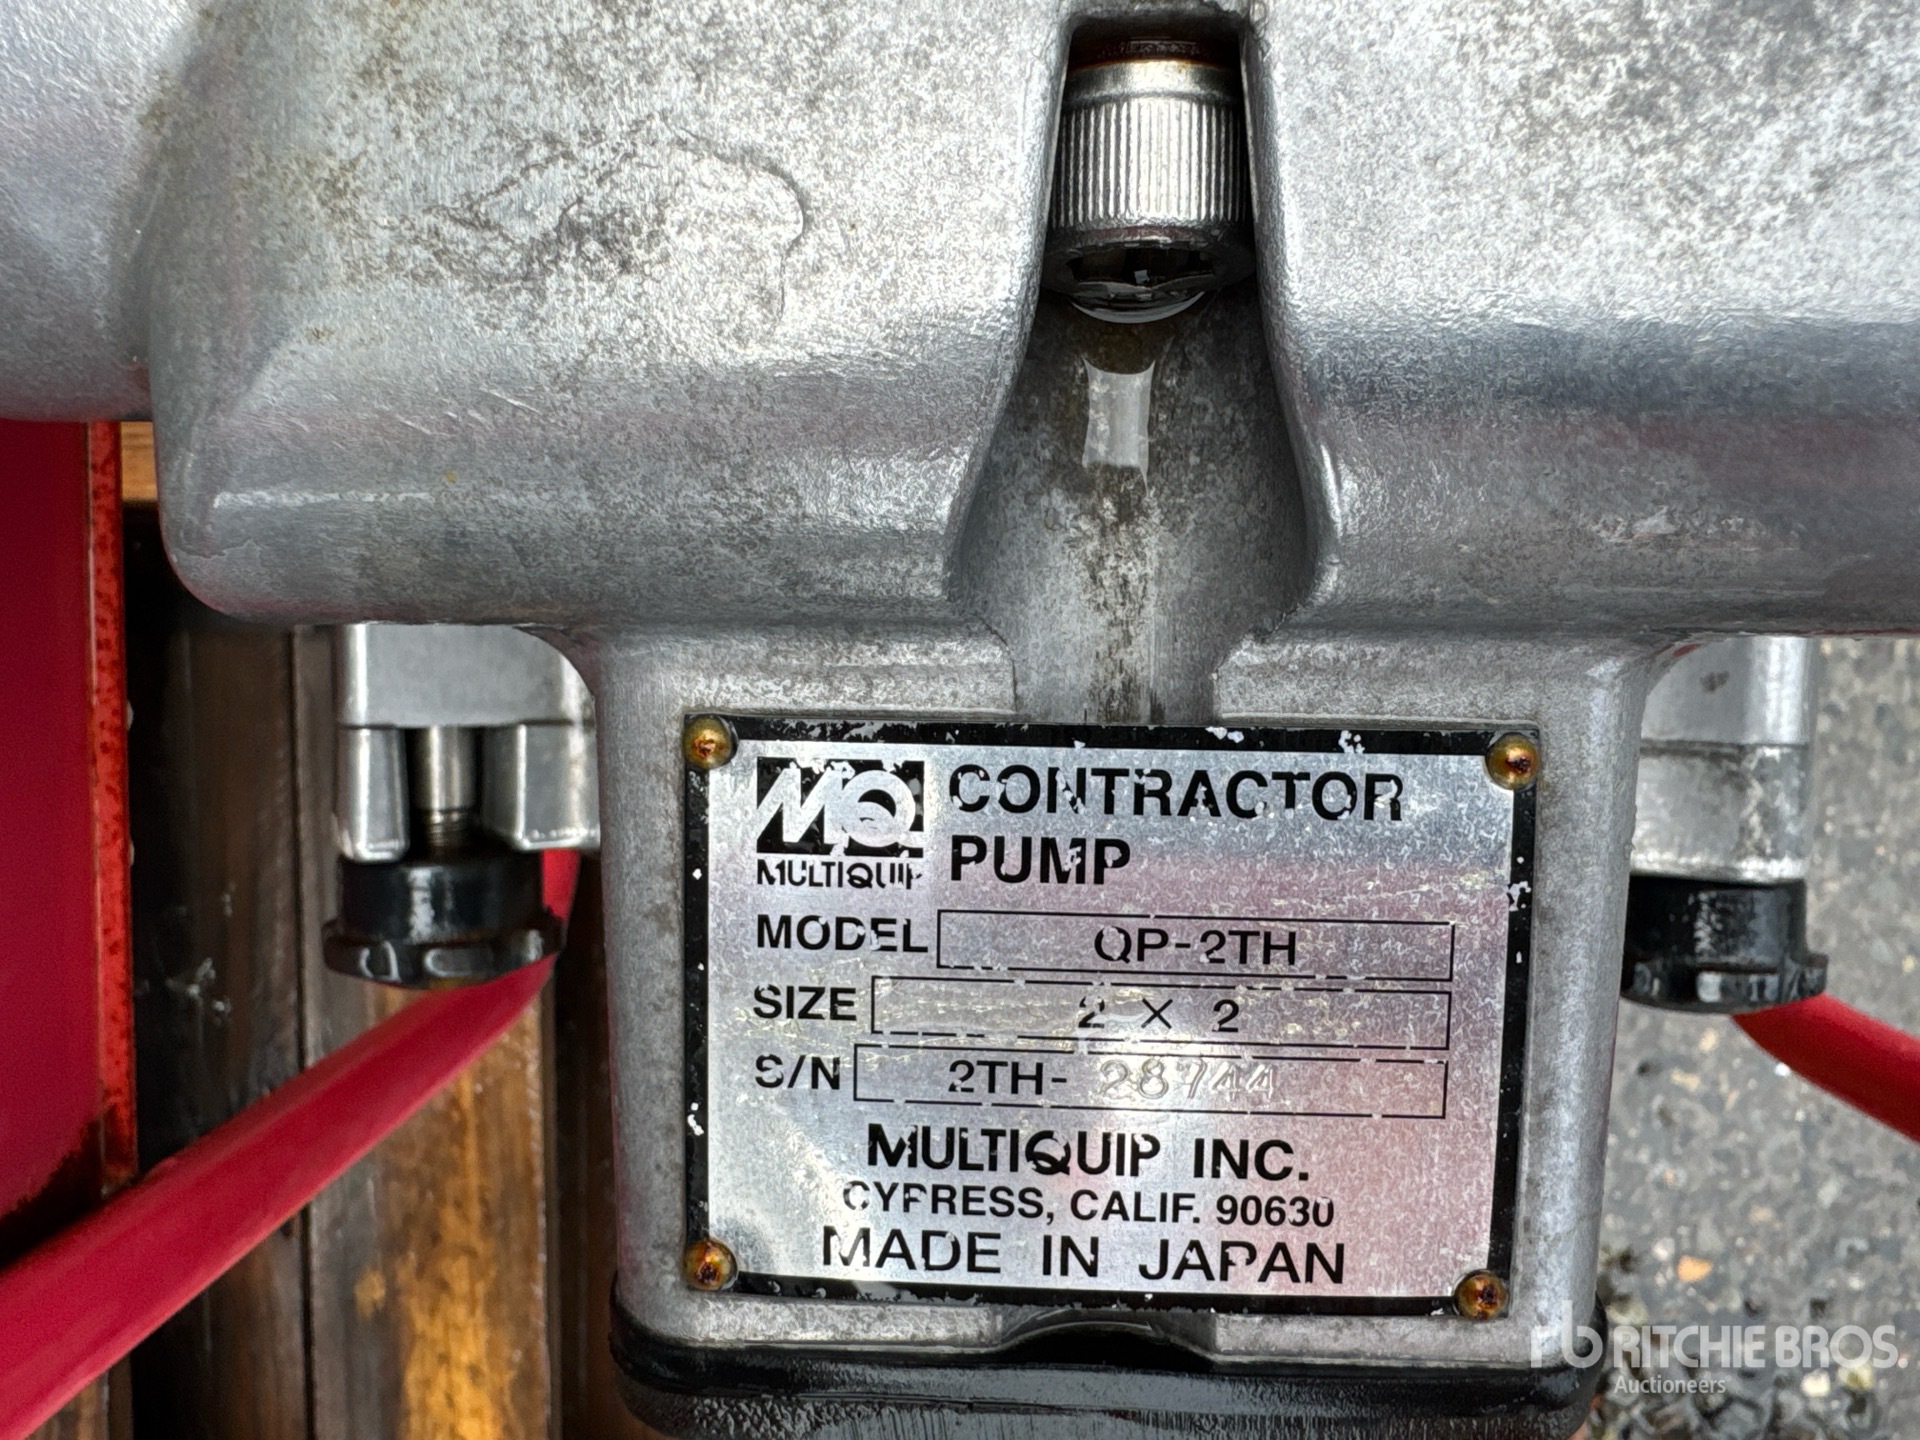 MQ CONTRACTOR
PUMP
MULTIQUIP
MODEL QP-2TH
SIZE 2 × 2
S/N 2TH- 28744
MULTIQUIP INC.
CYPRESS, CALIF. 90630
MADE IN JAPAN
rb RITCHIE BROS.
Auctioneers